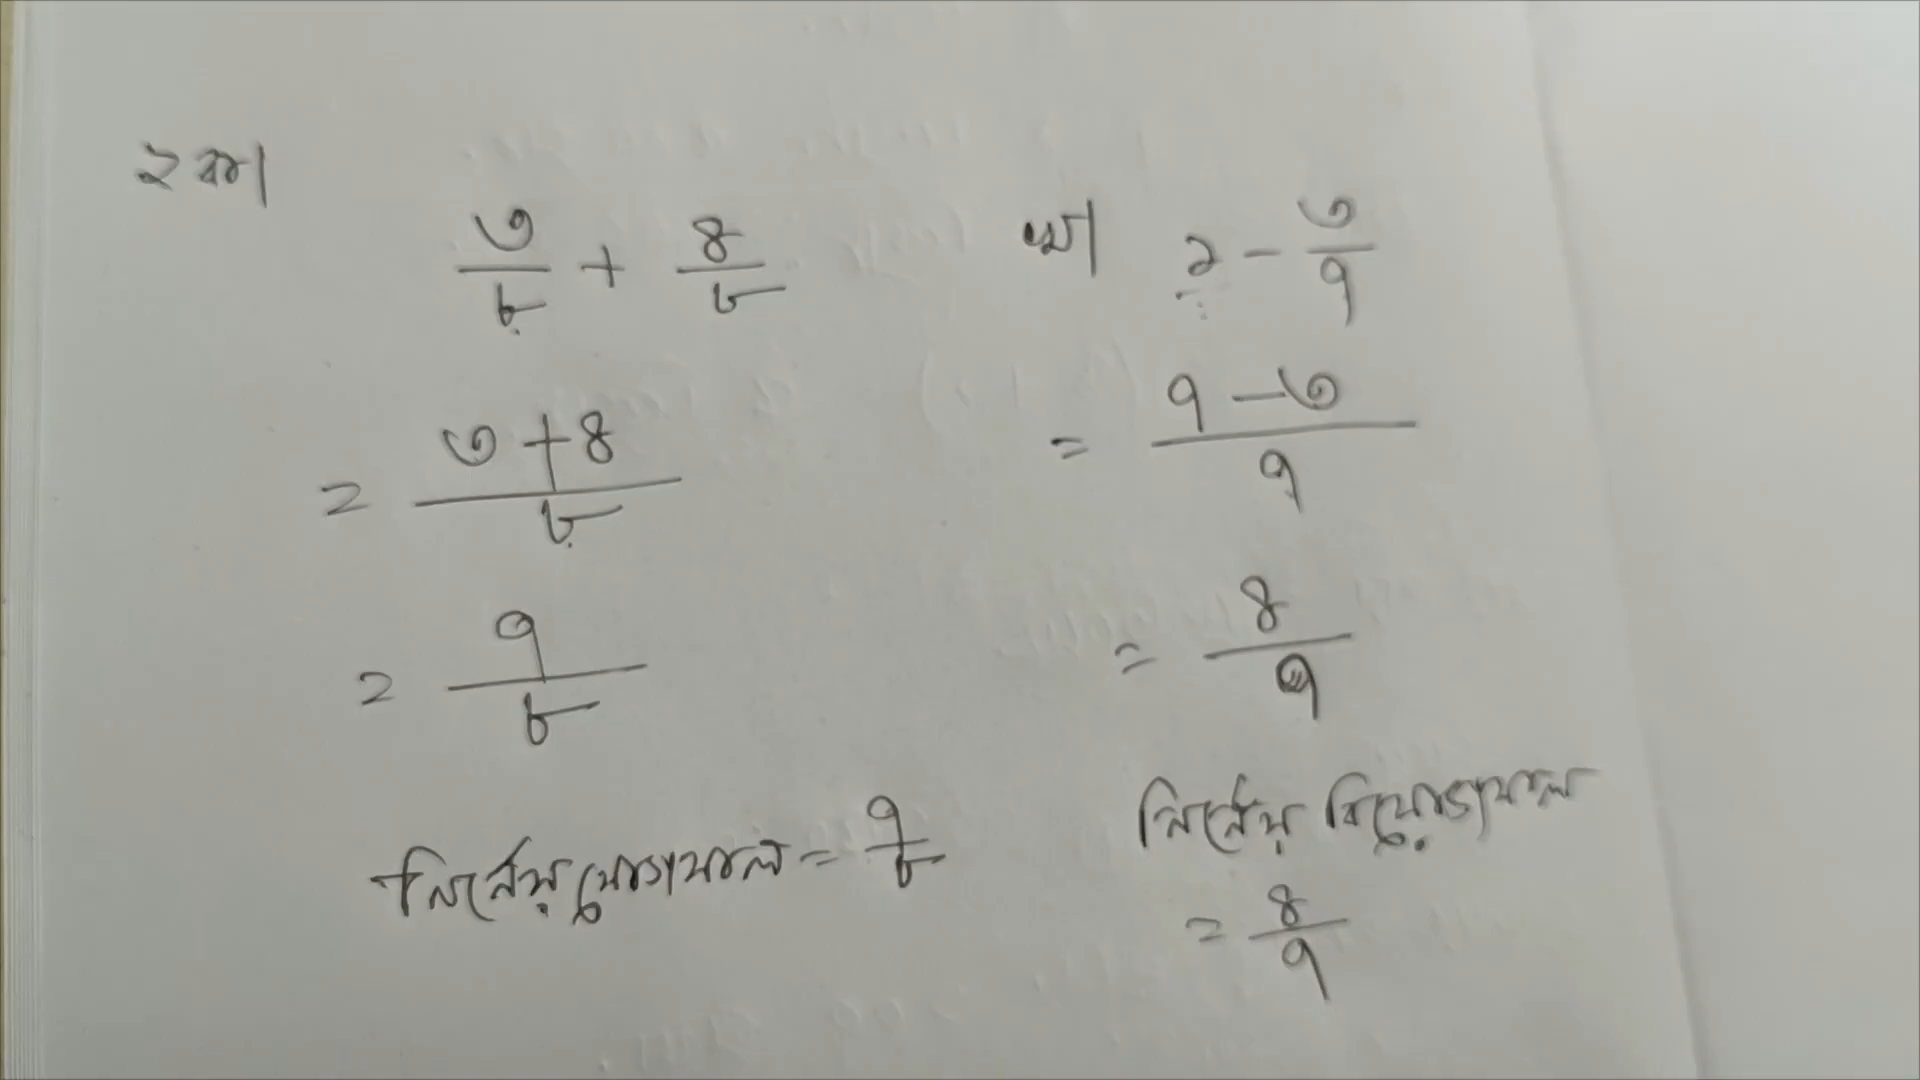 ২ ক।
৩/৮ + ৪/৮
= ৩+৪/৮
= ৭/৮
নির্ণেয় যোগফল = ৭/৮
খ। ১ - ৩/৭
= ৭-৩/৭
= ৪/৭
নির্ণেয় বিয়োগফল
= ৪/৭